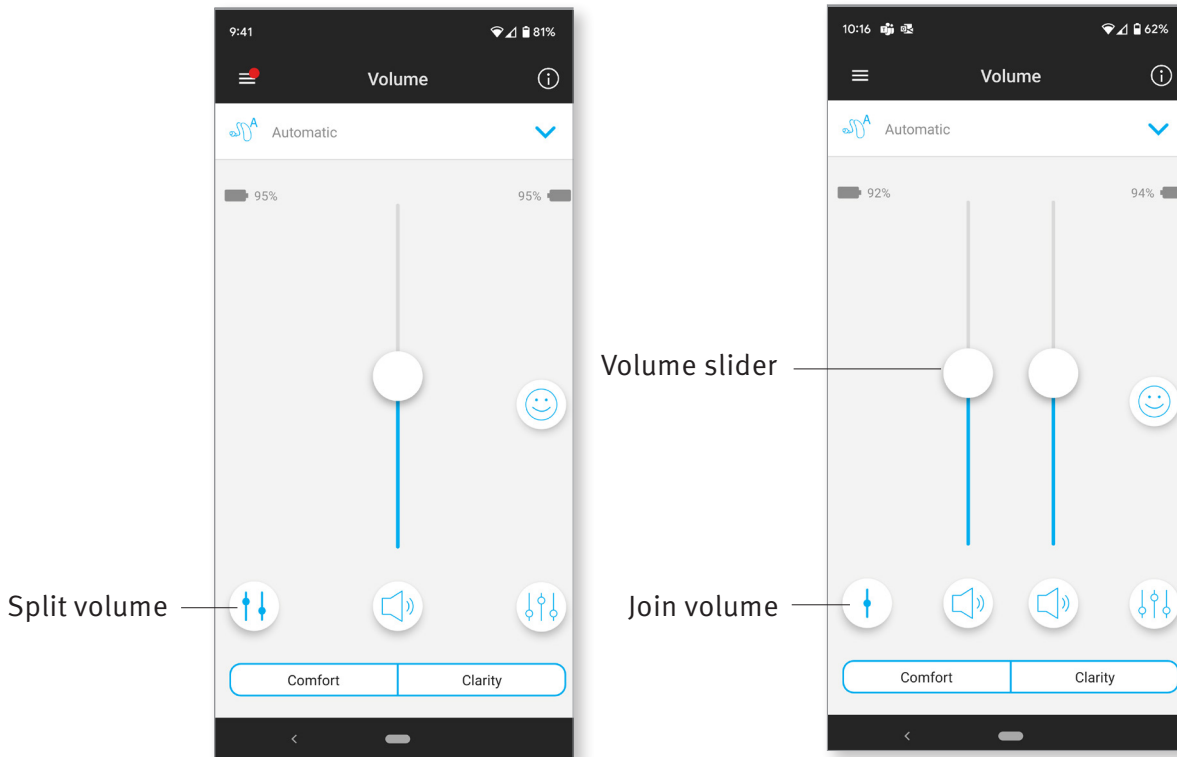 9:41
81%
Volume
A
Automatic
95%
95%
Split volume
Comfort
Clarity
10:16
62%
Volume
A
Automatic
92%
94%
Volume slider
Join volume
Comfort
Clarity